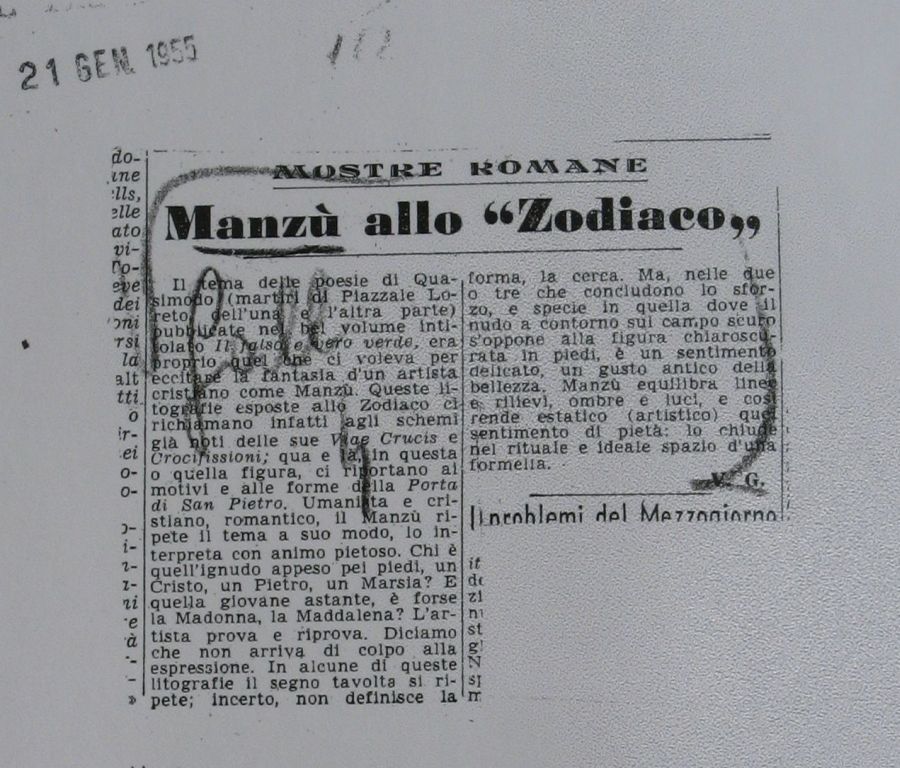 21 GEN. 1955
MOSTRE ROMANE
Manzù allo “Zodiaco„
Il tema delle poesie di Qua-
simodo (martiri di Piazzale Lo-
reto, dell'una e l'altra parte)
pubblicate nel bel volume inti-
tolato Il falso e vero verde, era
proprio quel che ci voleva per
eccitare la fantasia d'un artista
cristiano come Manzù. Queste li-
tografie esposte allo Zodiaco ci
richiamano infatti agli schemi
già noti delle sue Viae Crucis e
Crocifissioni; qua e là, in questa
o quella figura, ci riportano ai
motivi e alle forme della Porta
di San Pietro. Umanista e cri-
stiano, romantico, il Manzù ri-
pete il tema a suo modo, lo in-
terpreta con animo pietoso. Chi è
quell'ignudo appeso pei piedi, un
Cristo, un Pietro, un Marsia? E
quella giovane astante, è forse
la Madonna, la Maddalena? L'ar-
tista prova e riprova. Diciamo
che non arriva di colpo alla
espressione. In alcune di queste
litografie il segno tavolta si ri-
pete; incerto, non definisce la
forma, la cerca. Ma, nelle due
o tre che concludono lo sfor-
zo, e specie in quella dove il
nudo a contorno sul campo scuro
s'oppone alla figura chiaroscu-
rata in piedi, è un sentimento
delicato, un gusto antico della
bellezza. Manzù equilibra linee
e rilievi, ombre e luci, e così
rende estatico (artistico) quel
sentimento di pietà: lo chiude
nel rituale e ideale spazio d'una
formella.
V. G.
I problemi del Mezzogiorno